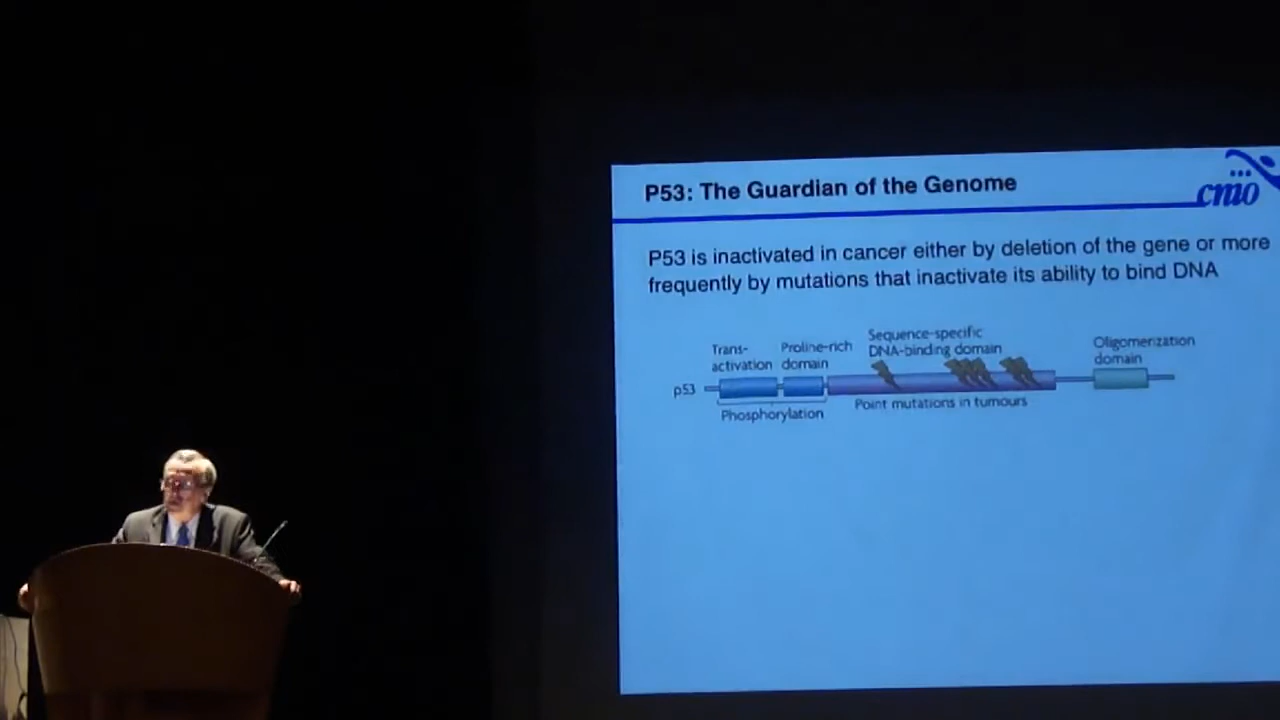 P53: The Guardian of the Genome
cnio
P53 is inactivated in cancer either by deletion of the gene or more
frequently by mutations that inactivate its ability to bind DNA
Trans-
activation
Proline-rich
domain
Sequence-specific
DNA-binding domain
Oligomerization
domain
p53
Phosphorylation
Point mutations in tumours